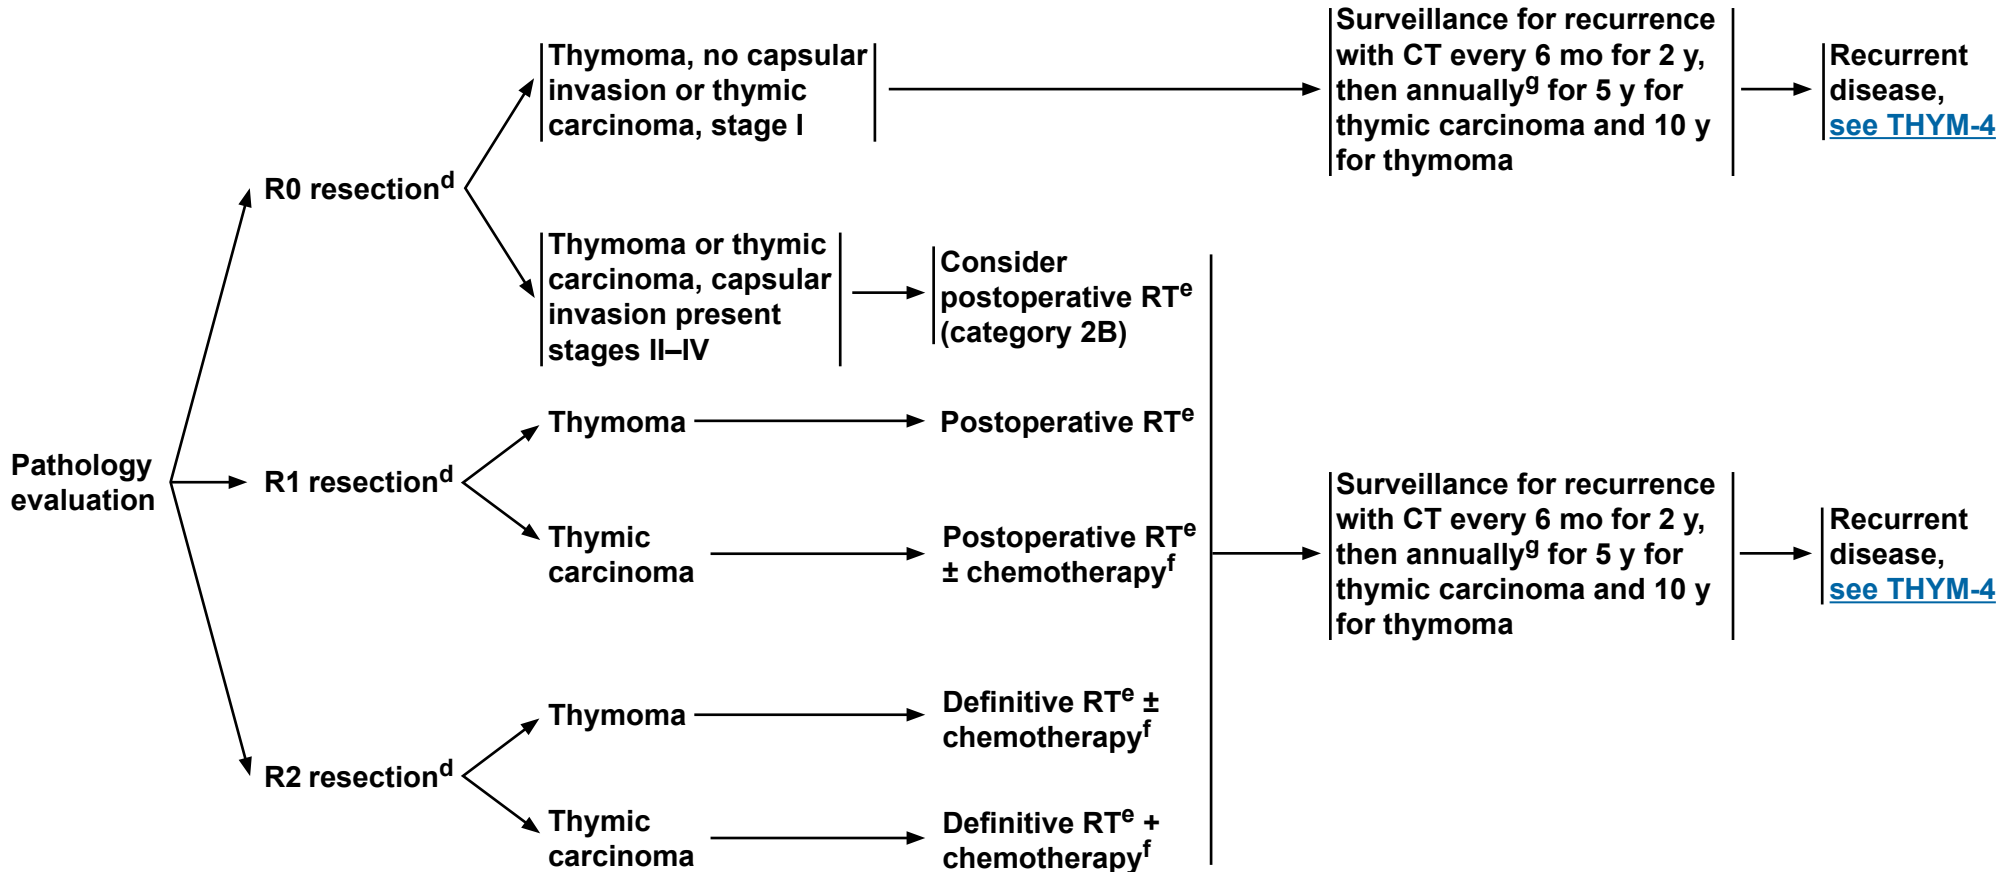 Pathology
evaluation
R0 resectiond
Thymoma, no capsular
invasion or thymic
carcinoma, stage I
Surveillance for recurrence
with CT every 6 mo for 2 y,
then annuallyg for 5 y for
thymic carcinoma and 10 y
for thymoma
Recurrent
disease,
see THYM-4
Thymoma or thymic
carcinoma, capsular
invasion present
stages II–IV
Consider
postoperative RTe
(category 2B)
R1 resectiond
Thymoma
Postoperative RTe
Thymic
carcinoma
Postoperative RTe
± chemotherapyf
R2 resectiond
Thymoma
Definitive RTe ±
chemotherapyf
Thymic
carcinoma
Definitive RTe +
chemotherapyf
Surveillance for recurrence
with CT every 6 mo for 2 y,
then annuallyg for 5 y for
thymic carcinoma and 10 y
for thymoma
Recurrent
disease,
see THYM-4